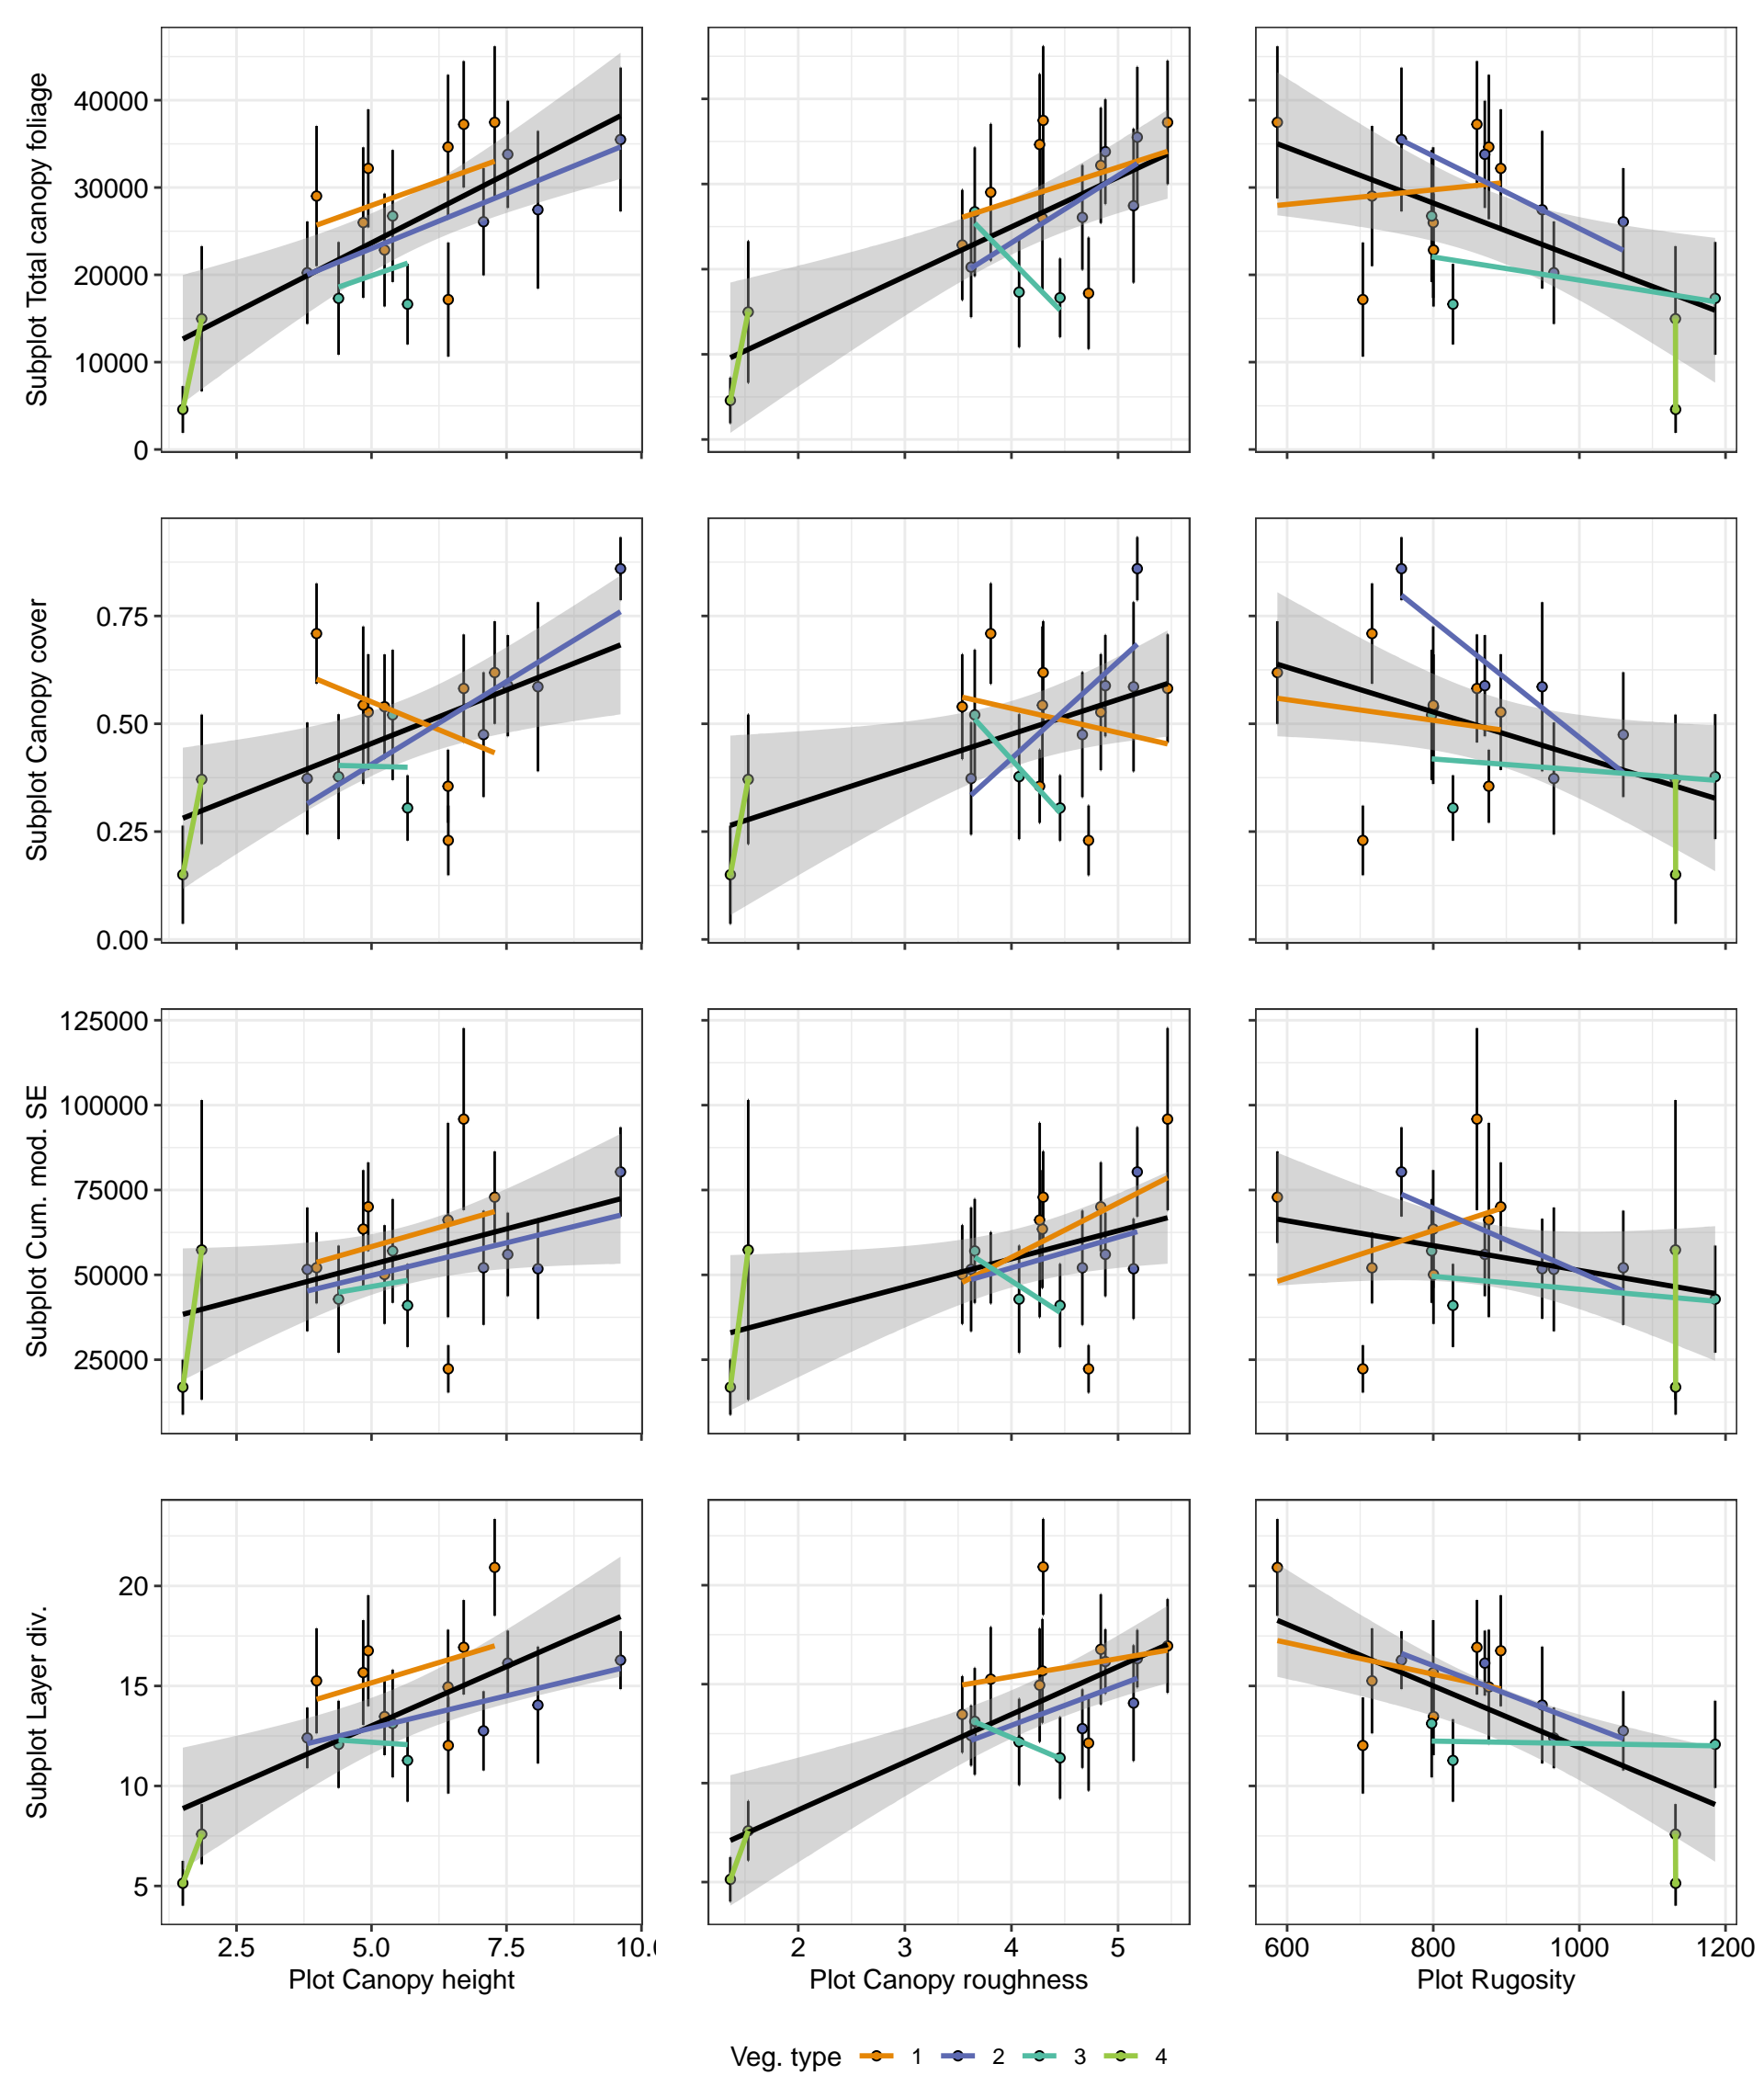 Subplot Total canopy foliage
40000
30000
20000
10000
0
Subplot Canopy cover
0.75
0.50
0.25
0.00
Subplot Cum. mod. SE
125000
100000
75000
50000
25000
Subplot Layer div.
20
15
10
5
2.5 5.0 7.5 10.0
2 3 4 5
600 800 1000 1200
Plot Canopy height
Plot Canopy roughness
Plot Rugosity
Veg. type 1 2 3 4